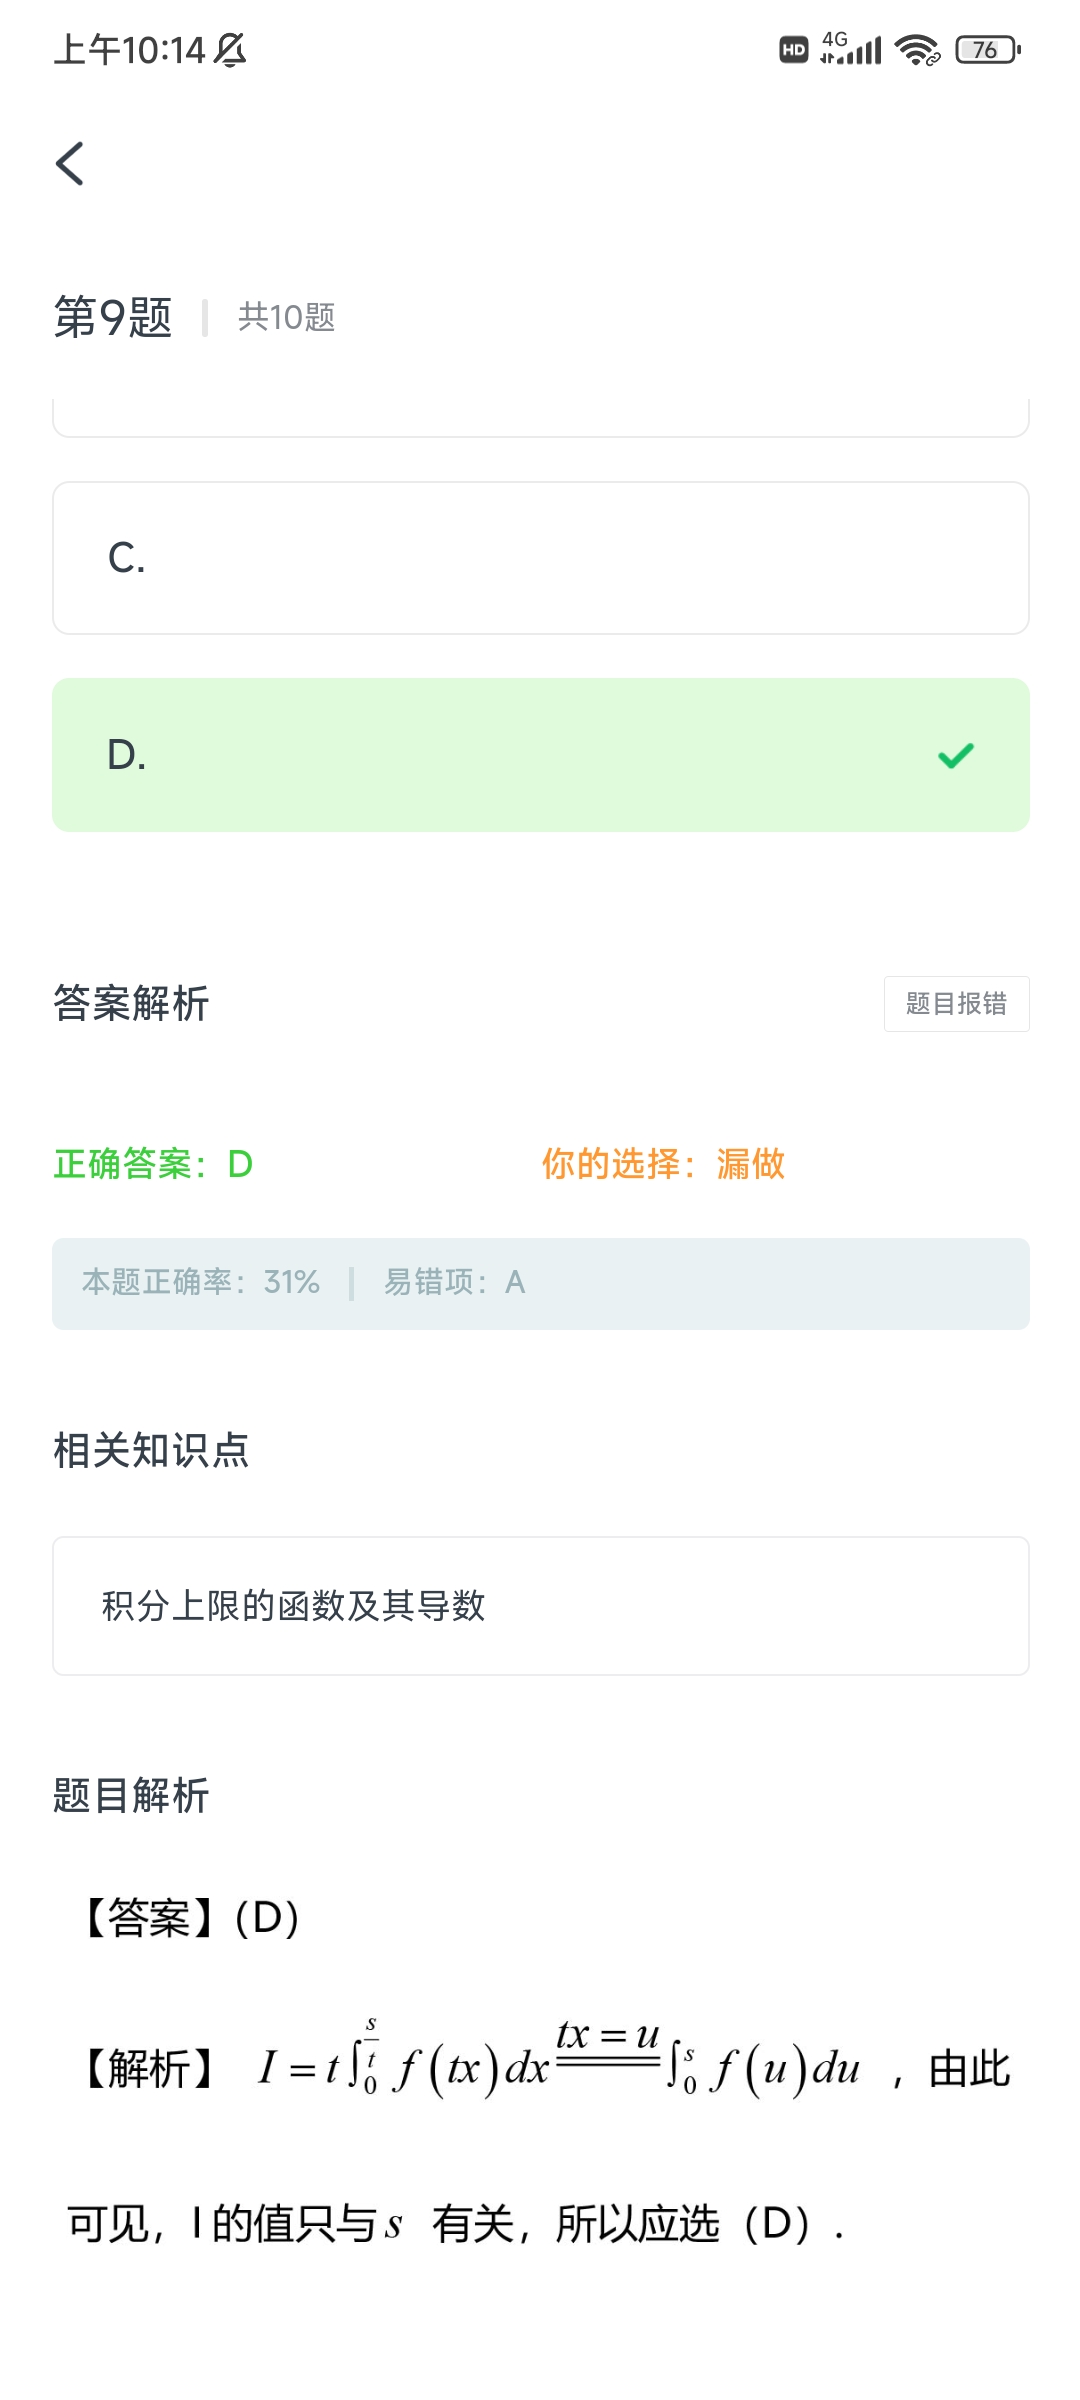 上午10:14
HD 4G 76
第9题 共10题
C.
D.
答案解析 题目报错
正确答案：D 你的选择：漏做
本题正确率：31% 易错项：A
相关知识点
积分上限的函数及其导数
题目解析
【答案】(D)
【解析】 I = t∫₀^(s/t) f(tx)dx \overset{tx = u}{=} ∫₀^s f(u)du ，由此
可见，I的值只与s 有关，所以应选（D）.